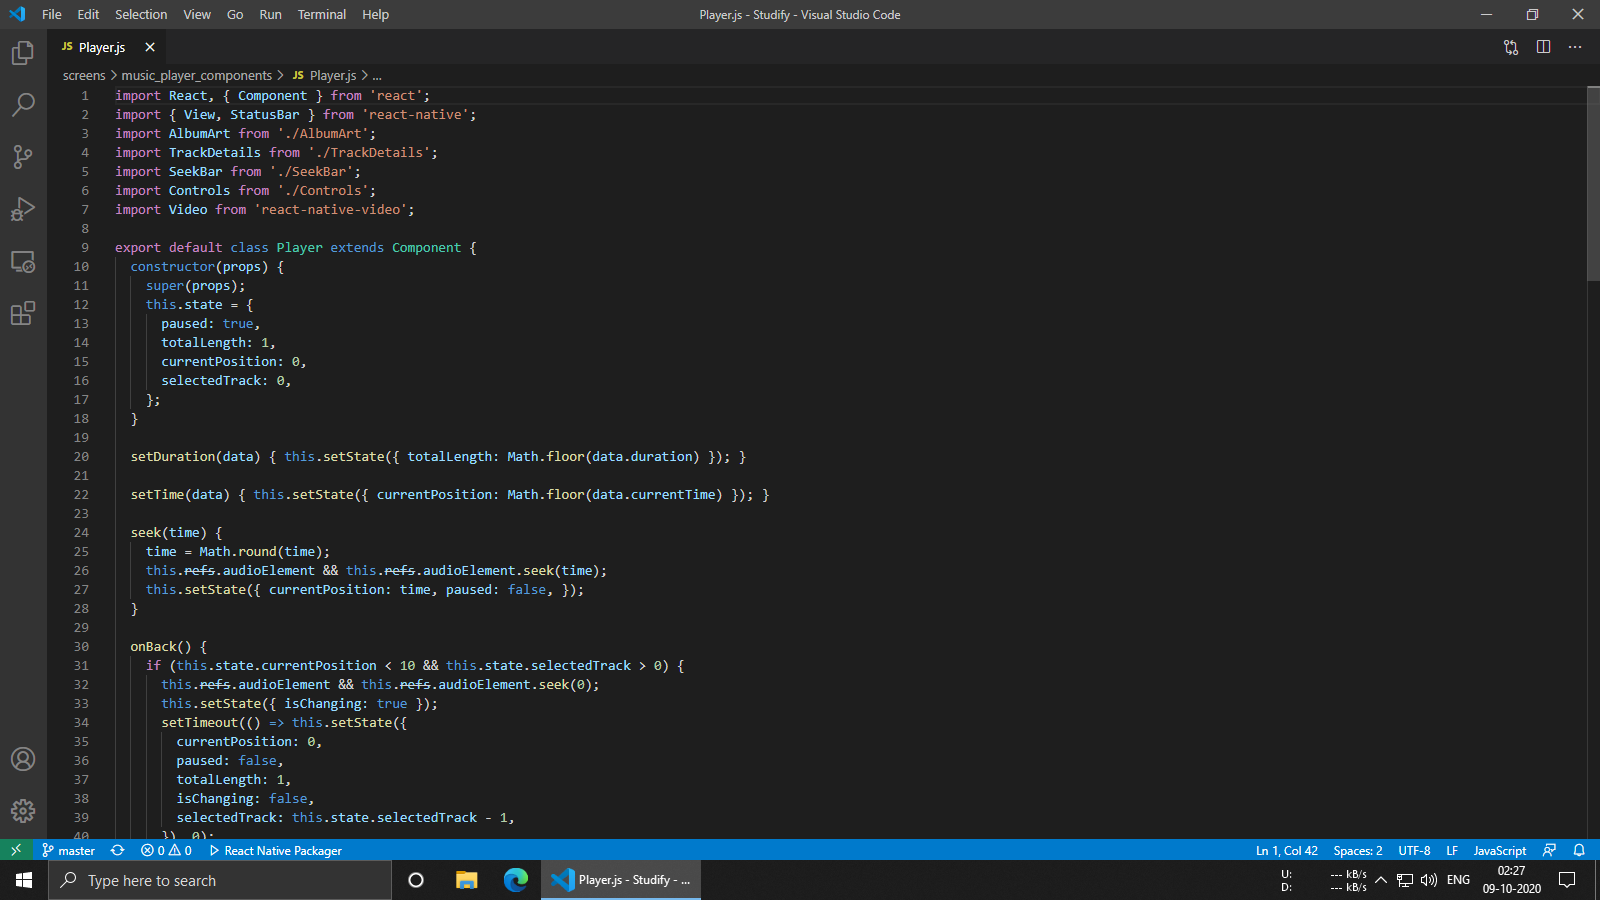 File Edit Selection View Go Run Terminal Help
Player.js - Studify - Visual Studio Code
JS Player.js
screens > music_player_components > JS Player.js > ...
1 import React, { Component } from 'react';
2 import { View, StatusBar } from 'react-native';
3 import AlbumArt from './AlbumArt';
4 import TrackDetails from './TrackDetails';
5 import SeekBar from './SeekBar';
6 import Controls from './Controls';
7 import Video from 'react-native-video';
8
9 export default class Player extends Component {
10 constructor(props) {
11 super(props);
12 this.state = {
13 paused: true,
14 totalLength: 1,
15 currentPosition: 0,
16 selectedTrack: 0,
17 };
18 }
19
20 setDuration(data) { this.setState({ totalLength: Math.floor(data.duration) }); }
21
22 setTime(data) { this.setState({ currentPosition: Math.floor(data.currentTime) }); }
23
24 seek(time) {
25 time = Math.round(time);
26 this.refs.audioElement && this.refs.audioElement.seek(time);
27 this.setState({ currentPosition: time, paused: false, });
28 }
29
30 onBack() {
31 if (this.state.currentPosition < 10 && this.state.selectedTrack > 0) {
32 this.refs.audioElement && this.refs.audioElement.seek(0);
33 this.setState({ isChanging: true });
34 setTimeout(() => this.setState({
35 currentPosition: 0,
36 paused: false,
37 totalLength: 1,
38 isChanging: false,
39 selectedTrack: this.state.selectedTrack - 1,
40 }), 0);
master 0 0 React Native Packager
Ln 1, Col 42 Spaces: 2 UTF-8 LF JavaScript
Type here to search
Player.js - Studify - ...
U: --- kB/s
D: --- kB/s
ENG
02:27
09-10-2020